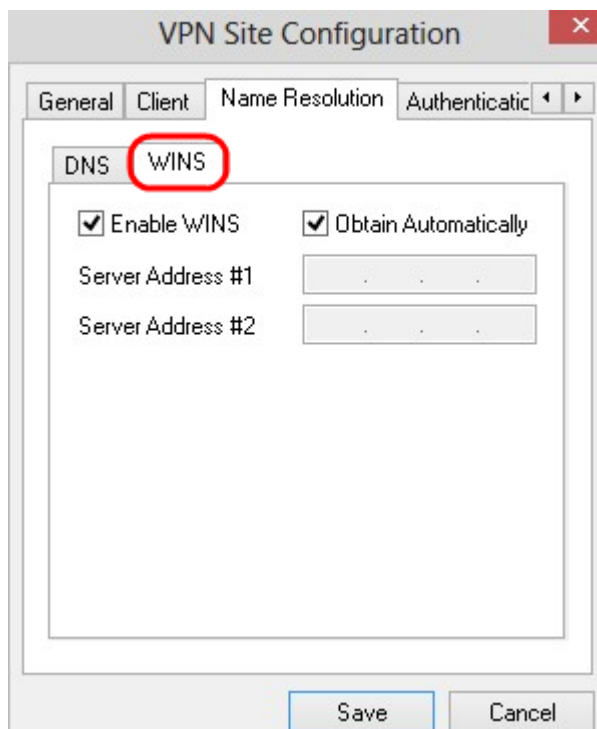 VPN Site Configuration
General Client Name Resolution Authenticatic
DNS WINS
Enable WINS Obtain Automatically
Server Address #1
Server Address #2
Save Cancel